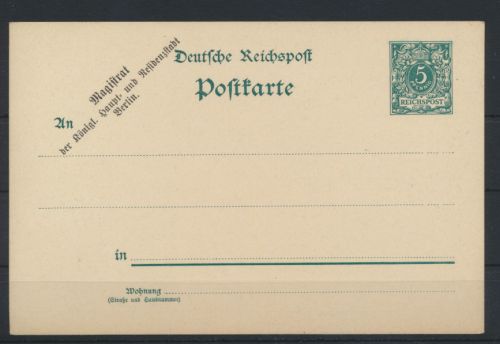 Deutsche Reichspost
Postkarte
Magistrat
der Königl. Haupt- und Residenzstadt
Berlin.
5
REICHSPOST
An
in
Wohnung
(Straße und Hausnummer)